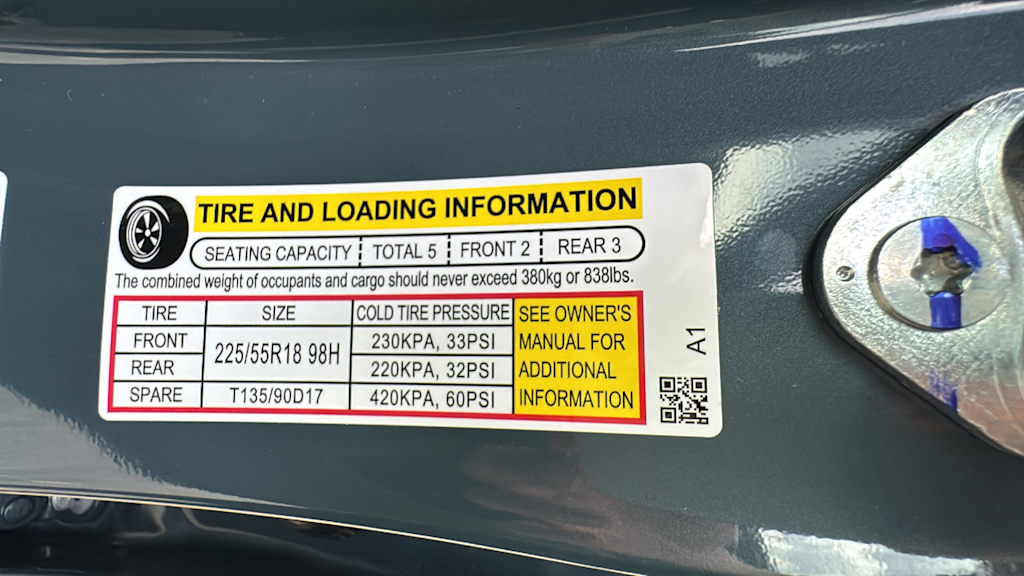 TIRE AND LOADING INFORMATION
SEATING CAPACITY TOTAL 5 FRONT 2 REAR 3
The combined weight of occupants and cargo should never exceed 380kg or 838lbs.
TIRE SIZE COLD TIRE PRESSURE
FRONT 225/55R18 98H 230KPA, 33PSI
REAR 220KPA, 32PSI
SPARE T135/90D17 420KPA, 60PSI
SEE OWNER'S
MANUAL FOR
ADDITIONAL
INFORMATION
A1